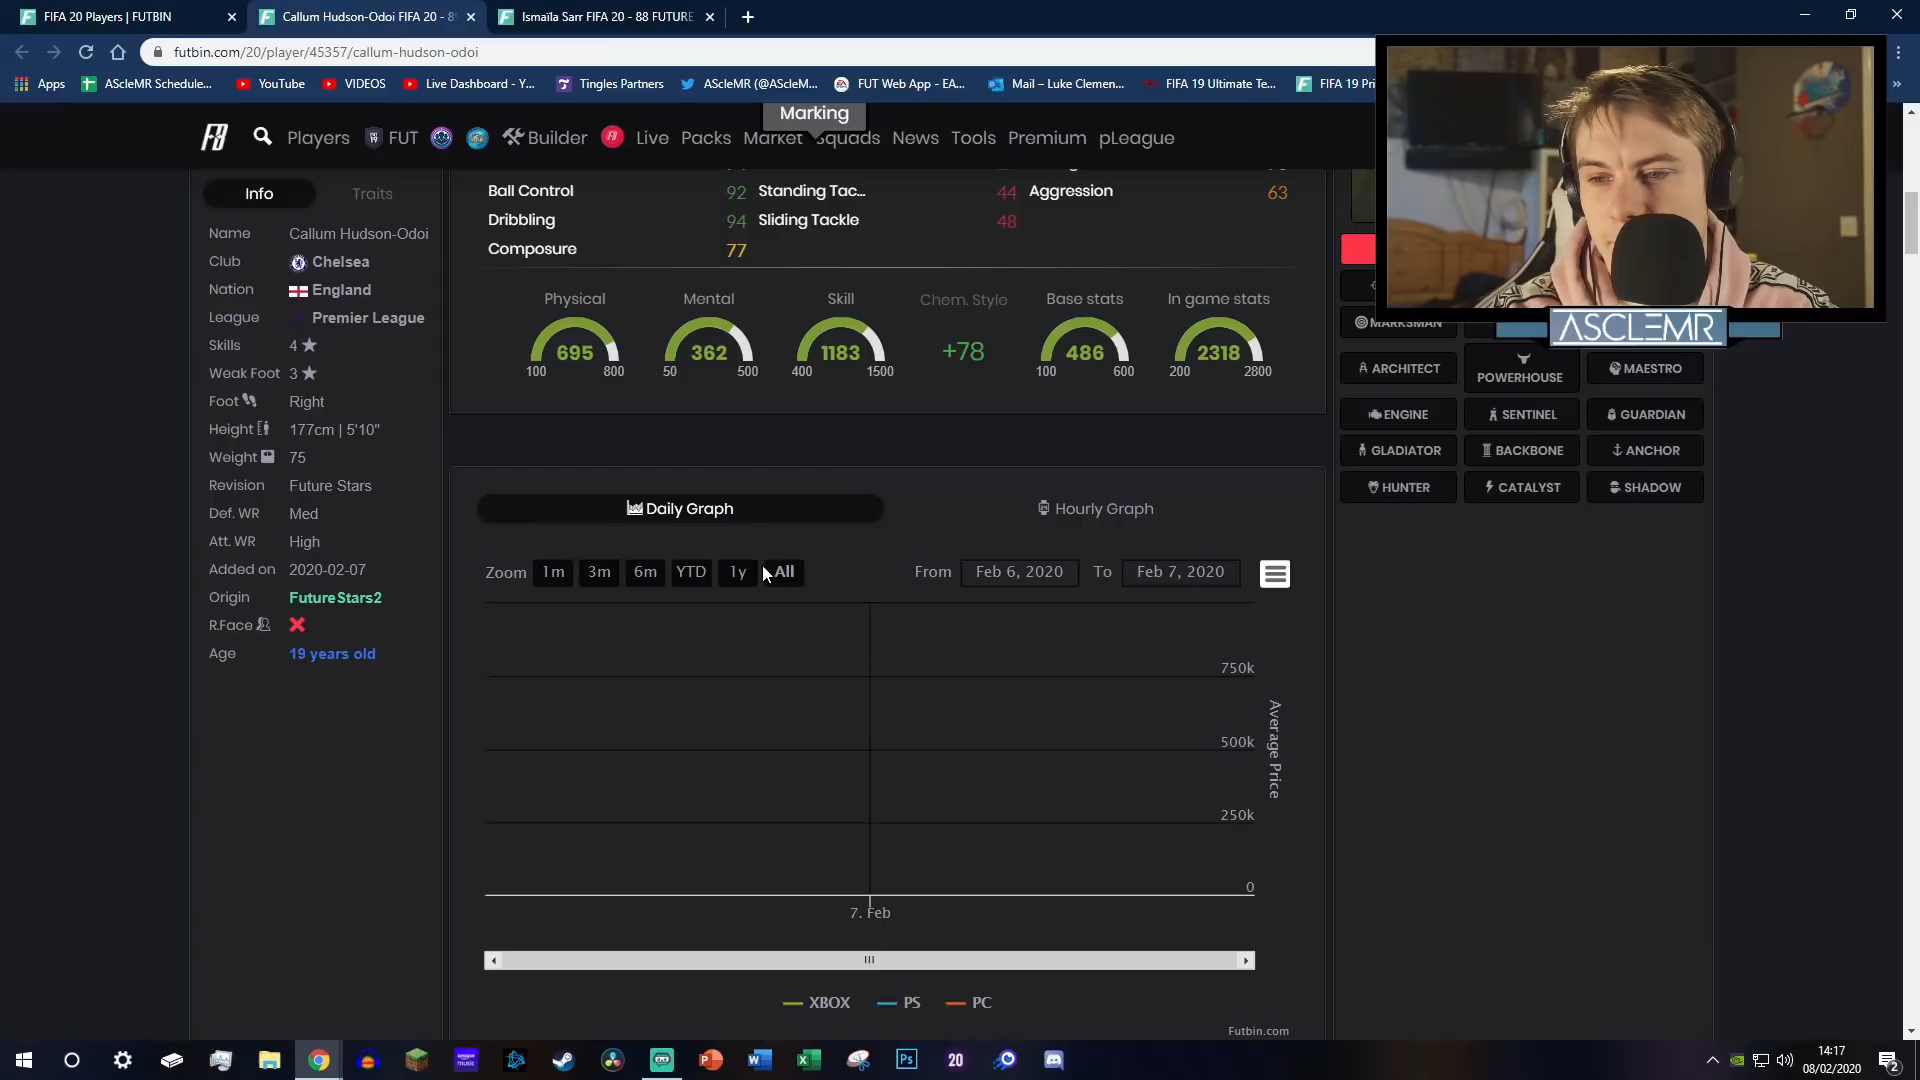 FIFA 20 Players | FUTBIN
Callum Hudson-Odoi FIFA 20 - 8
Ismaïla Sarr FIFA 20 - 88 FUTURE
futbin.com/20/player/45357/callum-hudson-odoi
Apps
AScleMR Schedule...
YouTube
VIDEOS
Live Dashboard - Y...
Tingles Partners
AScleMR (@AScleM...
FUT Web App - EA...
Mail – Luke Clemen...
FIFA 19 Ultimate Te...
FIFA 19 Pri
Marking
Players
FUT
Builder
Live
Packs
Market
Squads
News
Tools
Premium
pLeague
Info
Traits
Name Callum Hudson-Odoi
Club Chelsea
Nation England
League Premier League
Skills 4
Weak Foot 3
Foot Right
Height 177cm | 5'10"
Weight 75
Revision Future Stars
Def. WR Med
Att. WR High
Added on 2020-02-07
Origin FutureStars2
R.Face
Age 19 years old
Ball Control 92 Standing Tac... 44 Aggression 63
Dribbling 94 Sliding Tackle 48
Composure 77
Physical Mental Skill Chem. Style Base stats In game stats
695 362 1183 +78 486 2318
100 800 50 500 400 1500 100 600 200 2800
Daily Graph
Hourly Graph
Zoom 1m 3m 6m YTD 1y All
From Feb 6, 2020 To Feb 7, 2020
750k
500k
250k
0
Average Price
7. Feb
XBOX PS PC
Futbin.com
ASCLEMR
MARKSMAN
ARCHITECT POWERHOUSE MAESTRO
ENGINE SENTINEL GUARDIAN
GLADIATOR BACKBONE ANCHOR
HUNTER CATALYST SHADOW
20
14:17
08/02/2020
2